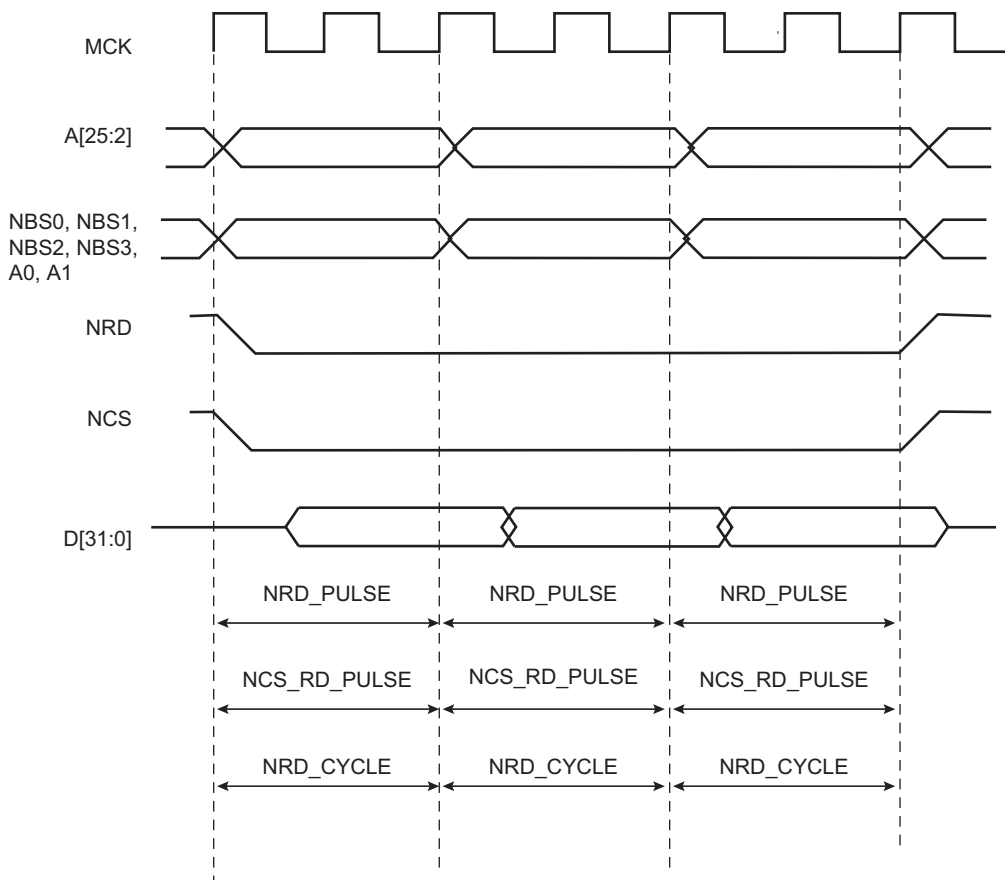 MCK
A[25:2]
NBS0, NBS1,
NBS2, NBS3,
A0, A1
NRD
NCS
D[31:0]
NRD_PULSE NRD_PULSE NRD_PULSE
NCS_RD_PULSE NCS_RD_PULSE NCS_RD_PULSE
NRD_CYCLE NRD_CYCLE NRD_CYCLE